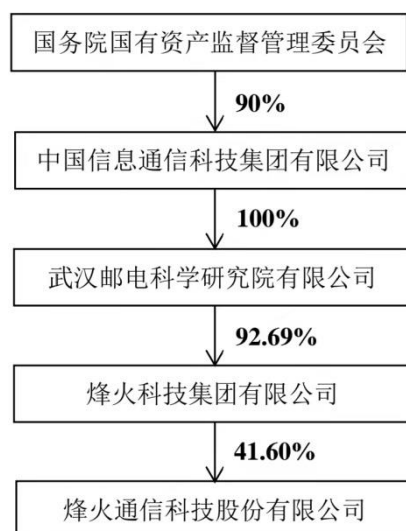 国务院国有资产监督管理委员会
90%
中国信息通信科技集团有限公司
100%
武汉邮电科学研究院有限公司
92.69%
烽火科技集团有限公司
41.60%
烽火通信科技股份有限公司